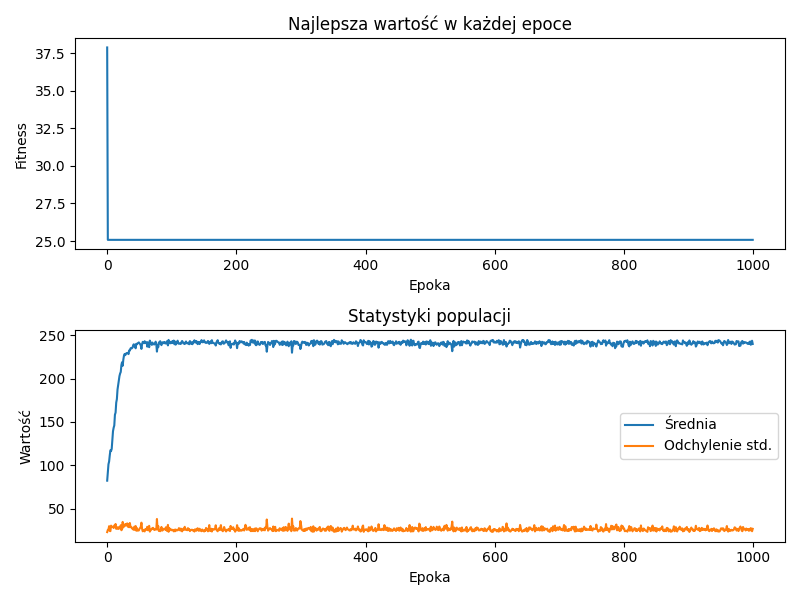 Najlepsza wartość w każdej epoce
37.5
35.0
32.5
30.0
27.5
25.0
Fitness
0 200 400 600 800 1000
Epoka
Statystyki populacji
250
200
150
100
50
Wartość
Średnia
Odchylenie std.
0 200 400 600 800 1000
Epoka